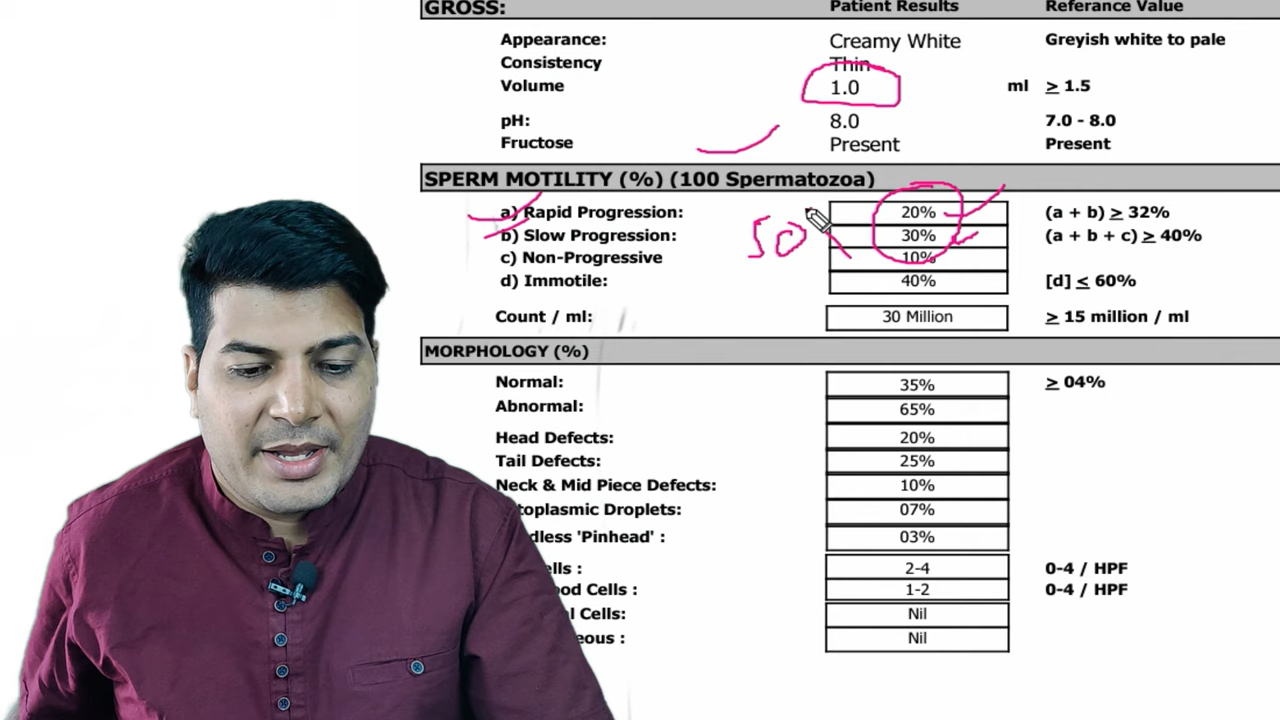 GROSS: Patient Results Referance Value
Appearance: Creamy White Greyish white to pale
Consistency Thin
Volume 1.0 ml ≥ 1.5
pH: 8.0 7.0 - 8.0
Fructose Present Present
SPERM MOTILITY (%) (100 Spermatozoa)
a) Rapid Progression: 20% (a + b) ≥ 32%
50
b) Slow Progression: 30% (a + b + c) ≥ 40%
c) Non-Progressive 10%
d) Immotile: 40% [d] ≤ 60%
Count / ml: 30 Million ≥ 15 million / ml
MORPHOLOGY (%)
Normal: 35% ≥ 04%
Abnormal: 65%
Head Defects: 20%
Tail Defects: 25%
Neck & Mid Piece Defects: 10%
toplasmic Droplets: 07%
dless 'Pinhead' : 03%
ells : 2-4 0-4 / HPF
ood Cells : 1-2 0-4 / HPF
l Cells: Nil
eous : Nil